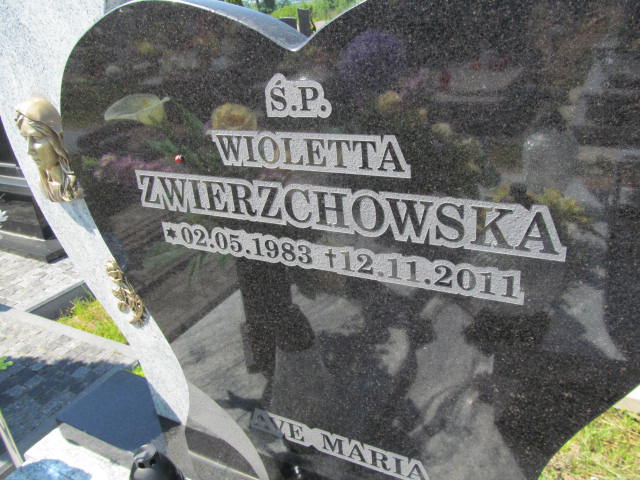 Ś.P.
WIOLETTA
ZWIERZCHOWSKA
*02.05.1983 †12.11.2011
AVE MARIA